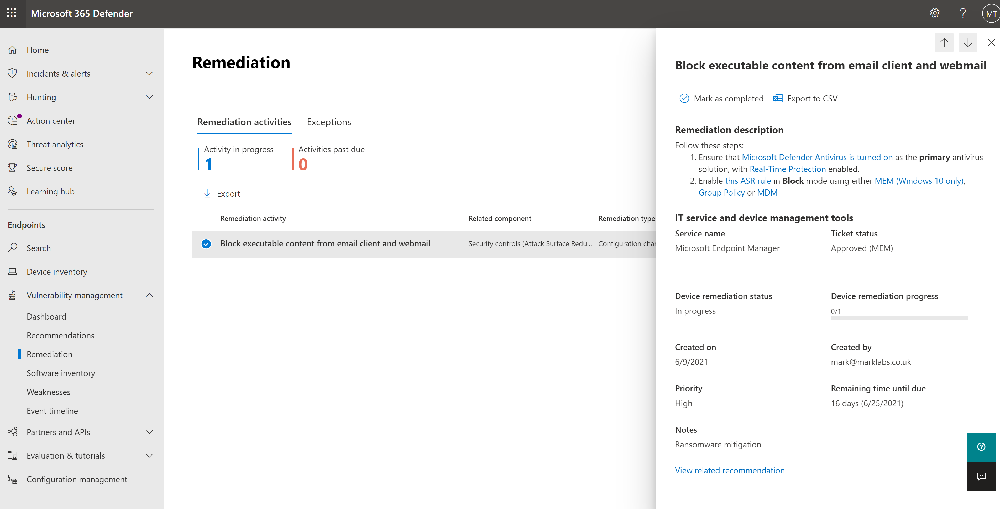 Microsoft 365 Defender
MT
Home
Incidents & alerts
Hunting
Action center
Threat analytics
Secure score
Learning hub
Endpoints
Search
Device inventory
Vulnerability management
Dashboard
Recommendations
Remediation
Software inventory
Weaknesses
Event timeline
Partners and APIs
Evaluation & tutorials
Configuration management
Remediation
Remediation activities Exceptions
Activity in progress Activities past due
1 0
Export
Remediation activity Related component Remediation type
Block executable content from email client and webmail Security controls (Attack Surface Redu... Configuration char
Block executable content from email client and webmail
Mark as completed Export to CSV
Remediation description
Follow these steps:
1. Ensure that Microsoft Defender Antivirus is turned on as the primary antivirus
solution, with Real-Time Protection enabled.
2. Enable this ASR rule in Block mode using either MEM (Windows 10 only),
Group Policy or MDM
IT service and device management tools
Service name Ticket status
Microsoft Endpoint Manager Approved (MEM)
Device remediation status Device remediation progress
In progress 0/1
Created on Created by
6/9/2021 mark@marklabs.co.uk
Priority Remaining time until due
High 16 days (6/25/2021)
Notes
Ransomware mitigation
View related recommendation